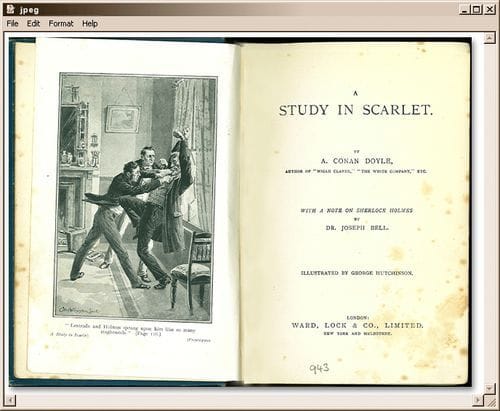 jpeg
File Edit Format Help
"Lestrade and Holmes sprang upon him like so many
staghounds." (Page
A Study in Scarlet
A
STUDY IN SCARLET.
BY
A. CONAN DOYLE,
AUTHOR OF "MICAH CLARKE," "THE WHITE COMPANY," ETC.
WITH A NOTE ON SHERLOCK HOLMES
BY
DR. JOSEPH BELL.
ILLUSTRATED BY GEORGE HUTCHINSON.
LONDON:
WARD, LOCK & CO., LIMITED.
NEW YORK AND MELBOURNE.
943